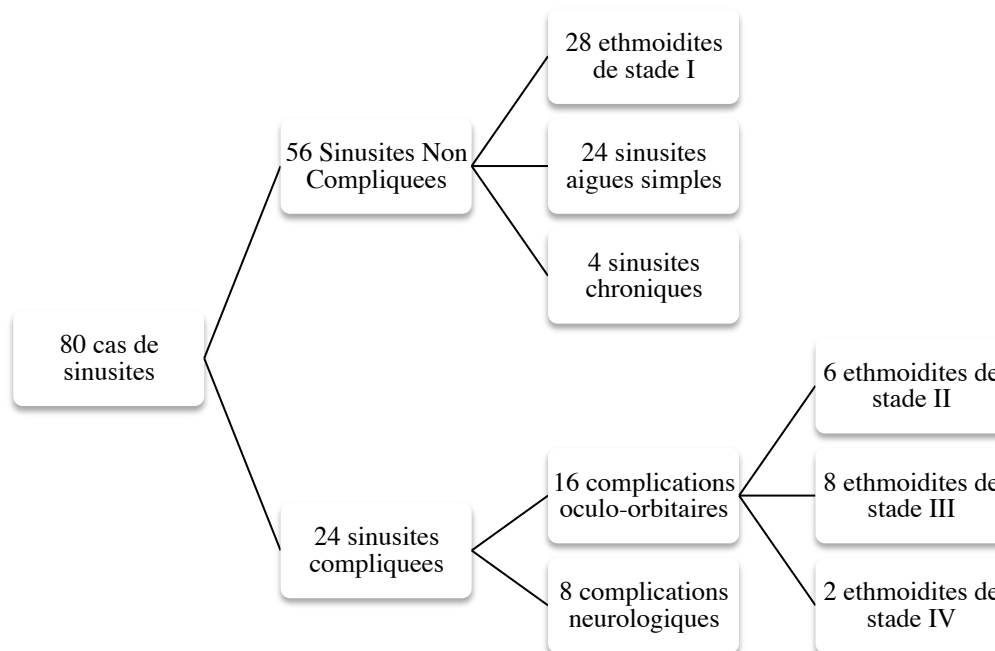 80 cas de
sinusites
56 Sinusites Non
Compliquees
28 ethmoidites
de stade I
24 sinusites
aigues simples
4 sinusites
chroniques
24 sinusites
compliquees
16 complications
oculo-orbitaires
6 ethmoidites de
stade II
8 ethmoidites de
stade III
2 ethmoidites de
stade IV
8 complications
neurologiques